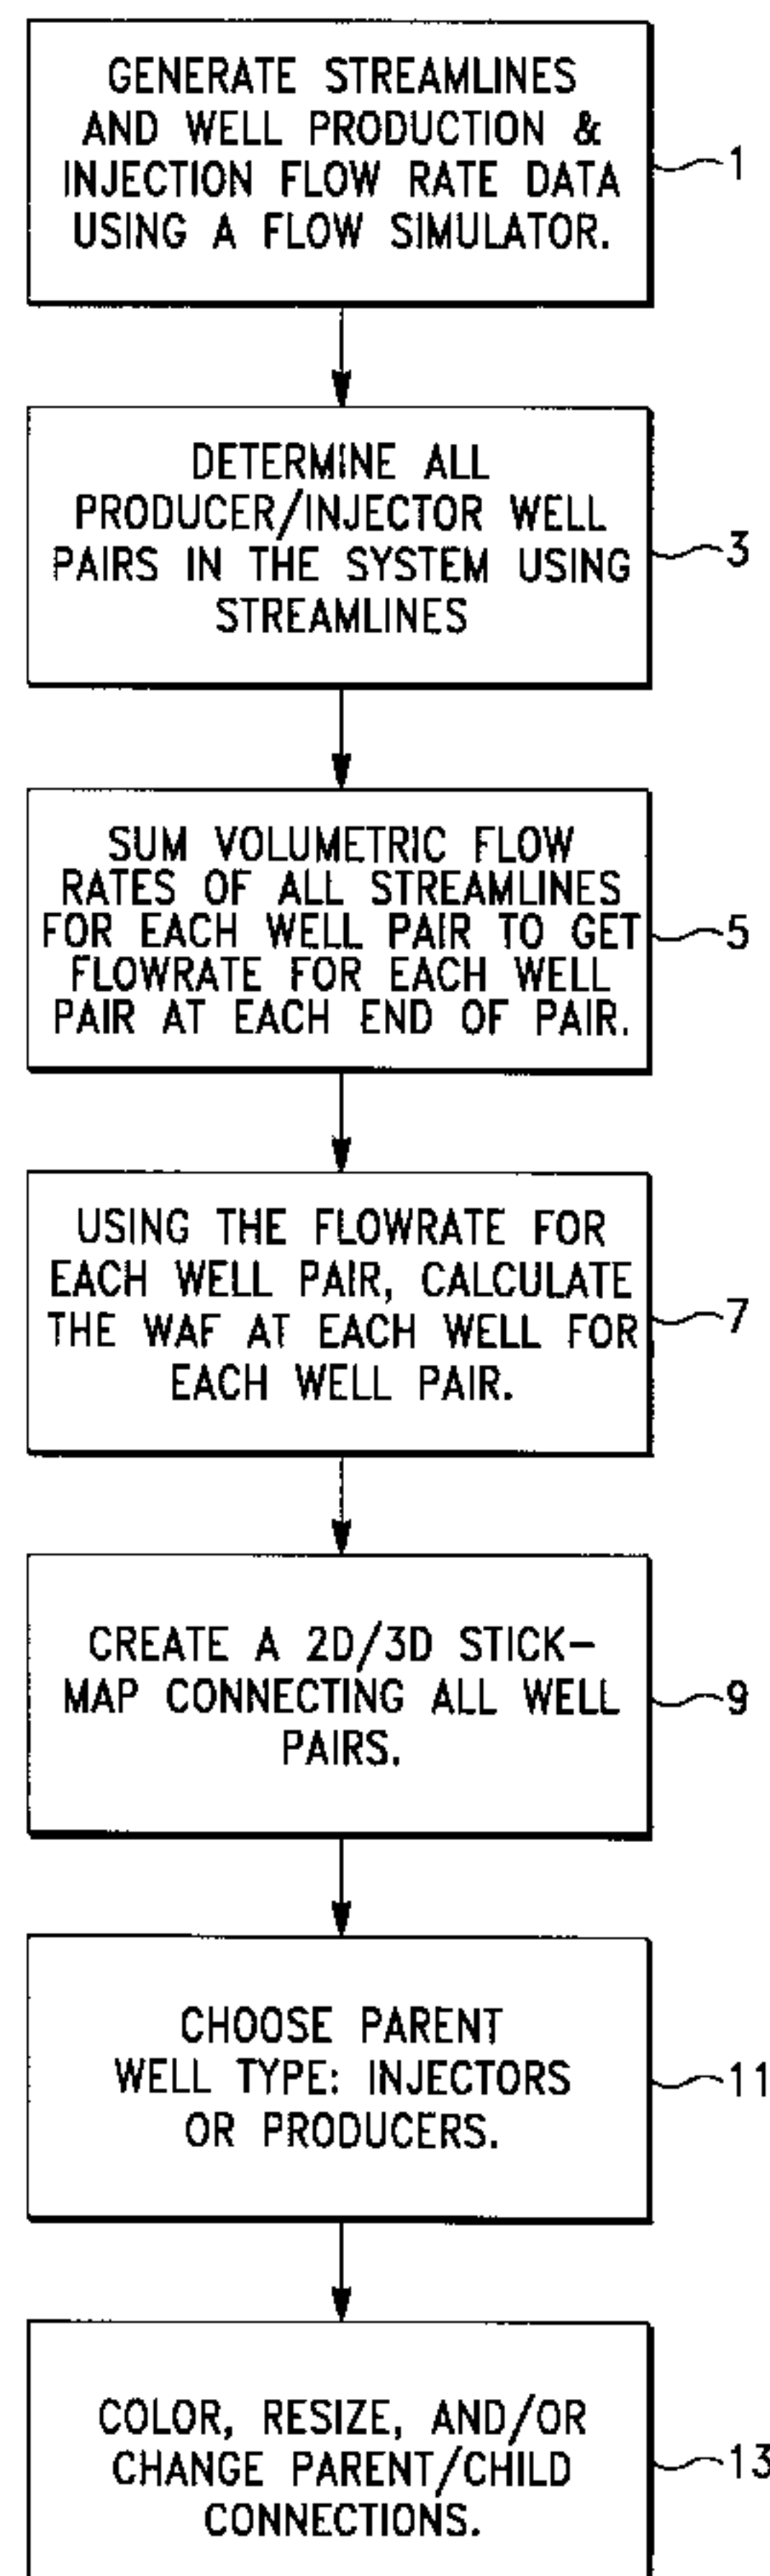 GENERATE STREAMLINES
AND WELL PRODUCTION &
INJECTION FLOW RATE DATA
USING A FLOW SIMULATOR.
1
DETERMINE ALL
PRODUCER/INJECTOR WELL
PAIRS IN THE SYSTEM USING
STREAMLINES
3
SUM VOLUMETRIC FLOW
RATES OF ALL STREAMLINES
FOR EACH WELL PAIR TO GET
FLOWRATE FOR EACH WELL
PAIR AT EACH END OF PAIR.
5
USING THE FLOWRATE FOR
EACH WELL PAIR, CALCULATE
THE WAF AT EACH WELL FOR
EACH WELL PAIR.
7
CREATE A 2D/3D STICK-
MAP CONNECTING ALL WELL
PAIRS.
9
CHOOSE PARENT
WELL TYPE: INJECTORS
OR PRODUCERS.
11
COLOR, RESIZE, AND/OR
CHANGE PARENT/CHILD
CONNECTIONS.
13